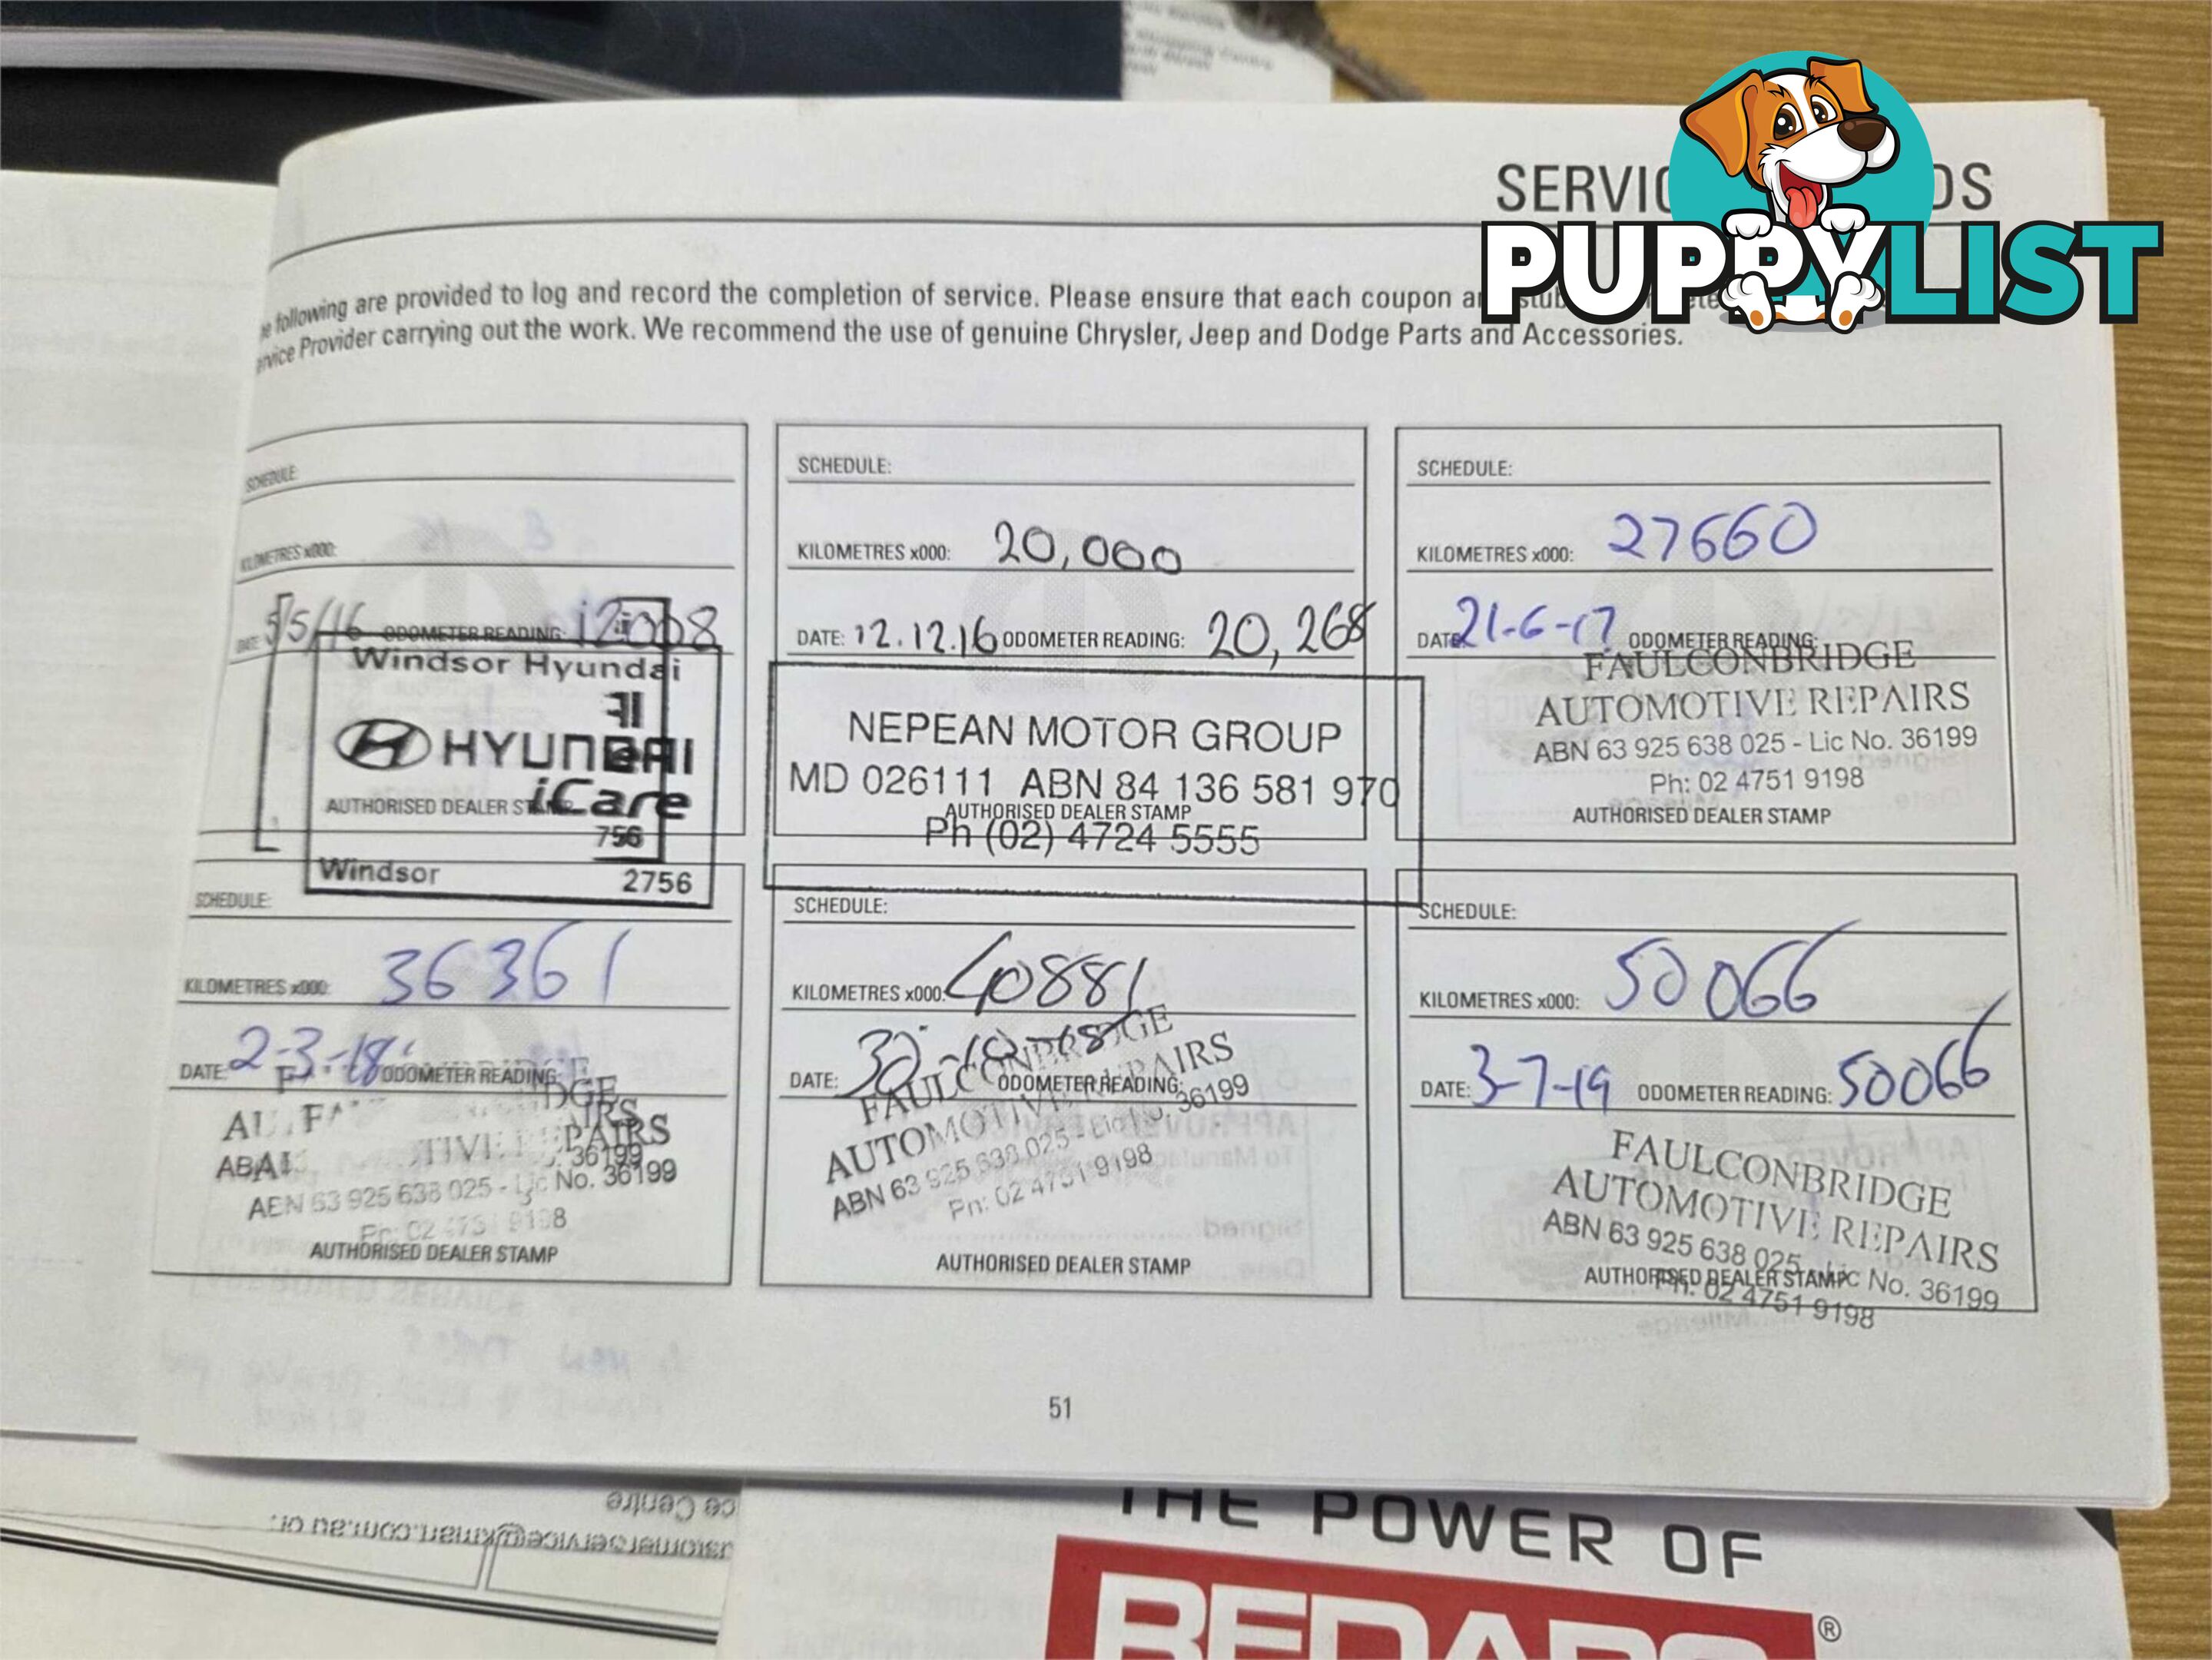 SERVIC DS
PUPPYLIST
following are provided to log and record the completion of service. Please ensure that each coupon
Provider carrying out the work. We recommend the use of genuine Chrysler, Jeep and Dodge Parts and Accessories.
SCHEDULE:
KILOMETRES x000:
DATE: 5/5/16 ODOMETER READING: 12008
Windsor Hyundai
HYUNDAI
iCare
AUTHORISED DEALER STAMP
756
Windsor 2756
SCHEDULE:
KILOMETRES x000: 20,000
DATE: 12.12.16 ODOMETER READING: 20,268
NEPEAN MOTOR GROUP
MD 026111 ABN 84 136 581 970
AUTHORISED DEALER STAMP
Ph (02) 4724 5555
SCHEDULE:
KILOMETRES x000: 27660
DATE 21-6-17 ODOMETER READING:
FAULCONBRIDGE
AUTOMOTIVE REPAIRS
ABN 63 925 638 025 - Lic No. 36199
Ph: 02 4751 9198
AUTHORISED DEALER STAMP
SCHEDULE:
KILOMETRES x000: 36361
DATE: 2-3-18 ODOMETER READING:
REPAIRS
36199
ABN 63 925 638 025 - Lic No. 36199
AUTHORISED DEALER STAMP
SCHEDULE:
KILOMETRES x000: 40881
DATE: ODOMETER READING:
FAULCONBRIDGE
AUTOMOTIVE REPAIRS
ABN 63 925 638 025 - Lic No. 36199
Ph: 02 4751 9198
AUTHORISED DEALER STAMP
SCHEDULE:
KILOMETRES x000: 50066
DATE: 3-7-19 ODOMETER READING: 50066
FAULCONBRIDGE
AUTOMOTIVE REPAIRS
ABN 63 925 638 025 - Lic No. 36199
AUTHORISED DEALER STAMP
Ph: 02 4751 9198
51
ce Centre
THE POWER OF
REDARC®